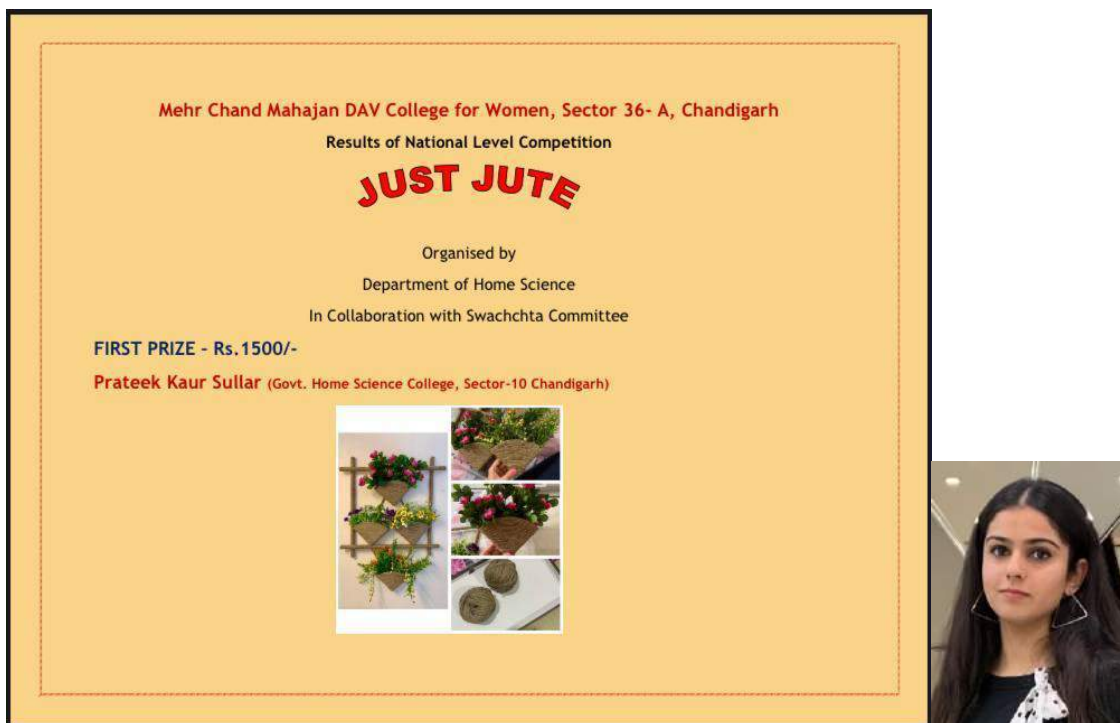 Mehr Chand Mahajan DAV College for Women, Sector 36- A, Chandigarh
Results of National Level Competition
JUST JUTE
Organised by
Department of Home Science
In Collaboration with Swachchta Committee
FIRST PRIZE - Rs.1500/-
Prateek Kaur Sullar (Govt. Home Science College, Sector-10 Chandigarh)